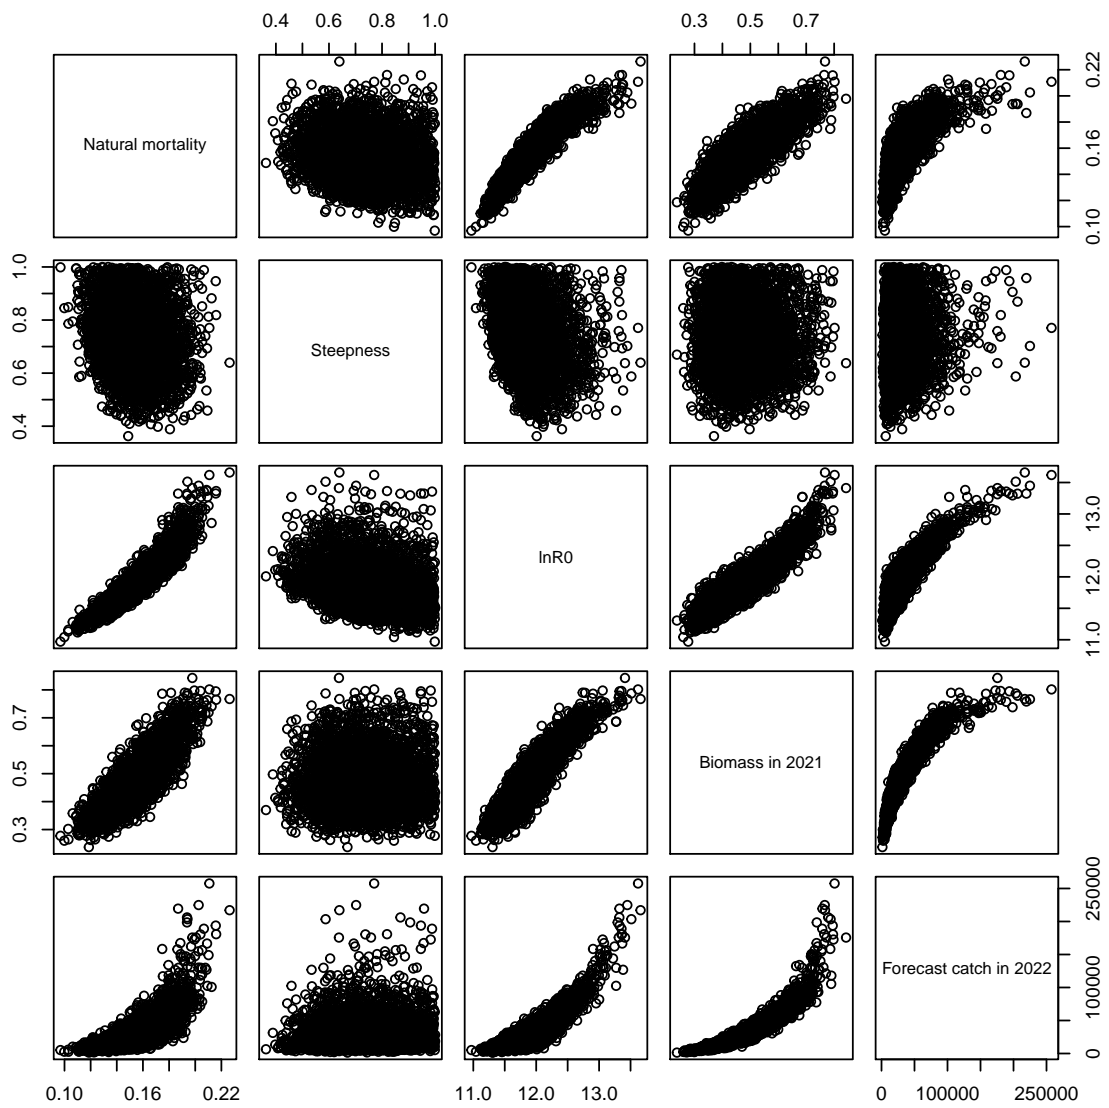 0.4 0.6 0.8 1.0 0.3 0.5 0.7
Natural mortality
0.10 0.16 0.22
0.4 0.6 0.8 1.0
Steepness
lnR0
11.0 12.0 13.0
0.3 0.5 0.7
Biomass in 2021
Forecast catch in 2022
0 100000 250000
0.10 0.16 0.22 11.0 12.0 13.0 0 100000 250000